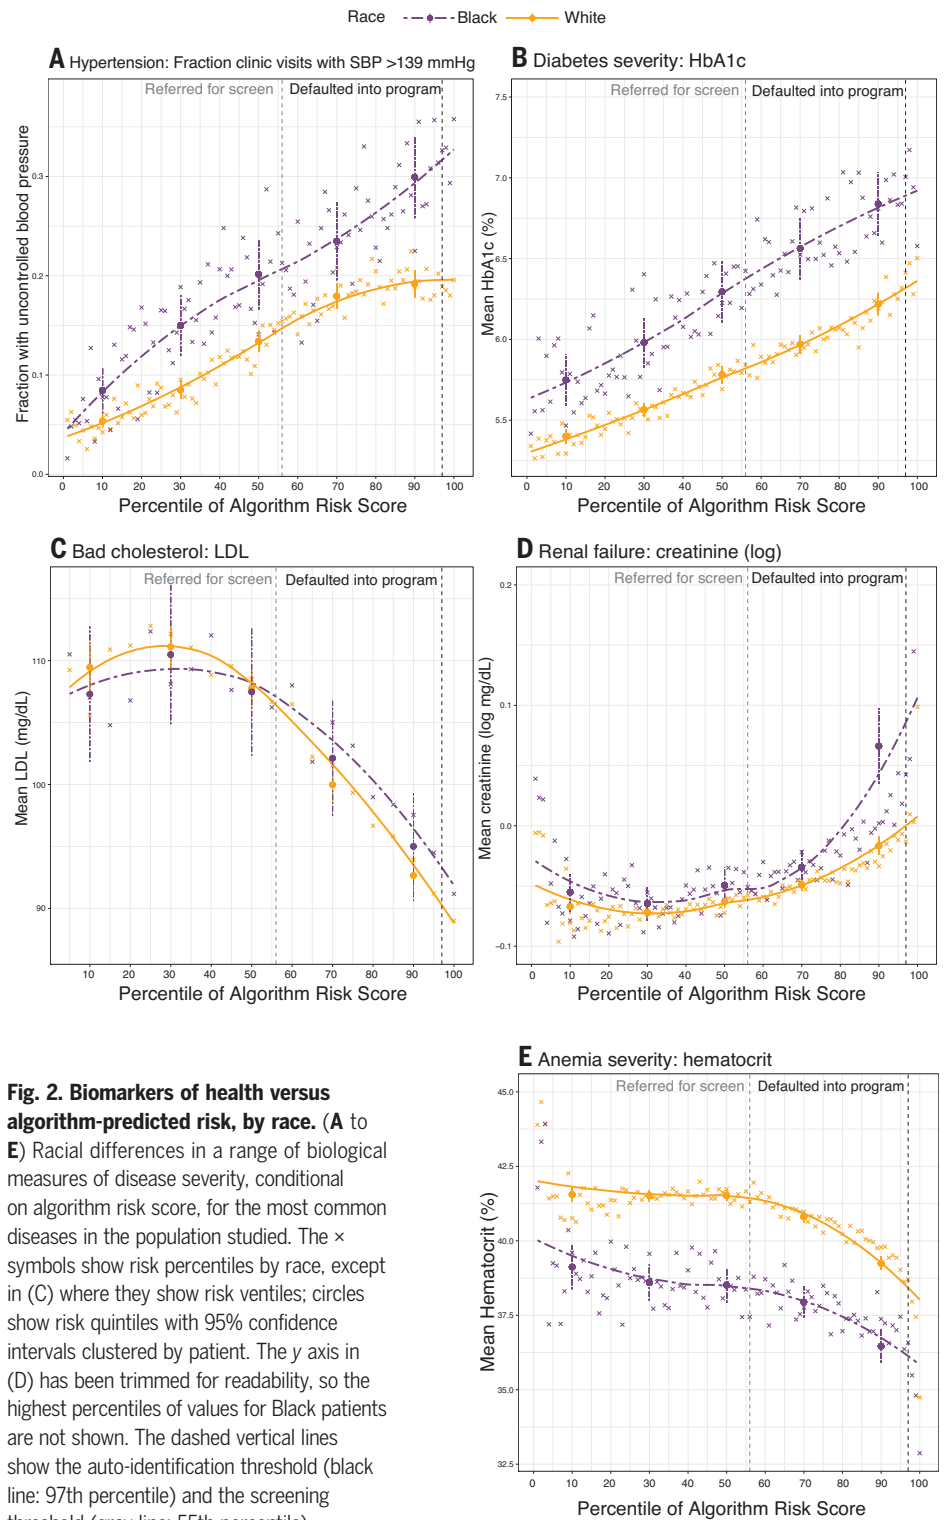 Race Black White
A Hypertension: Fraction clinic visits with SBP >139 mmHg
Referred for screen Defaulted into program
Fraction with uncontrolled blood pressure
0.3
0.2
0.1
0.0
0 10 20 30 40 50 60 70 80 90 100
Percentile of Algorithm Risk Score
B Diabetes severity: HbA1c
Referred for screen Defaulted into program
Mean HbA1c (%)
7.5
7.0
6.5
6.0
5.5
0 10 20 30 40 50 60 70 80 90 100
Percentile of Algorithm Risk Score
C Bad cholesterol: LDL
Referred for screen Defaulted into program
Mean LDL (mg/dL)
110
100
90
10 20 30 40 50 60 70 80 90 100
Percentile of Algorithm Risk Score
D Renal failure: creatinine (log)
Referred for screen Defaulted into program
Mean creatinine (log mg/dL)
0.2
0.1
0.0
−0.1
0 10 20 30 40 50 60 70 80 90 100
Percentile of Algorithm Risk Score
E Anemia severity: hematocrit
Referred for screen Defaulted into program
Mean Hematocrit (%)
45.0
42.5
40.0
37.5
35.0
32.5
0 10 20 30 40 50 60 70 80 90 100
Percentile of Algorithm Risk Score
Fig. 2. Biomarkers of health versus
algorithm-predicted risk, by race. (A to
E) Racial differences in a range of biological
measures of disease severity, conditional
on algorithm risk score, for the most common
diseases in the population studied. The ×
symbols show risk percentiles by race, except
in (C) where they show risk ventiles; circles
show risk quintiles with 95% confidence
intervals clustered by patient. The y axis in
(D) has been trimmed for readability, so the
highest percentiles of values for Black patients
are not shown. The dashed vertical lines
show the auto-identification threshold (black
line: 97th percentile) and the screening
threshold (gray line: 55th percentile).